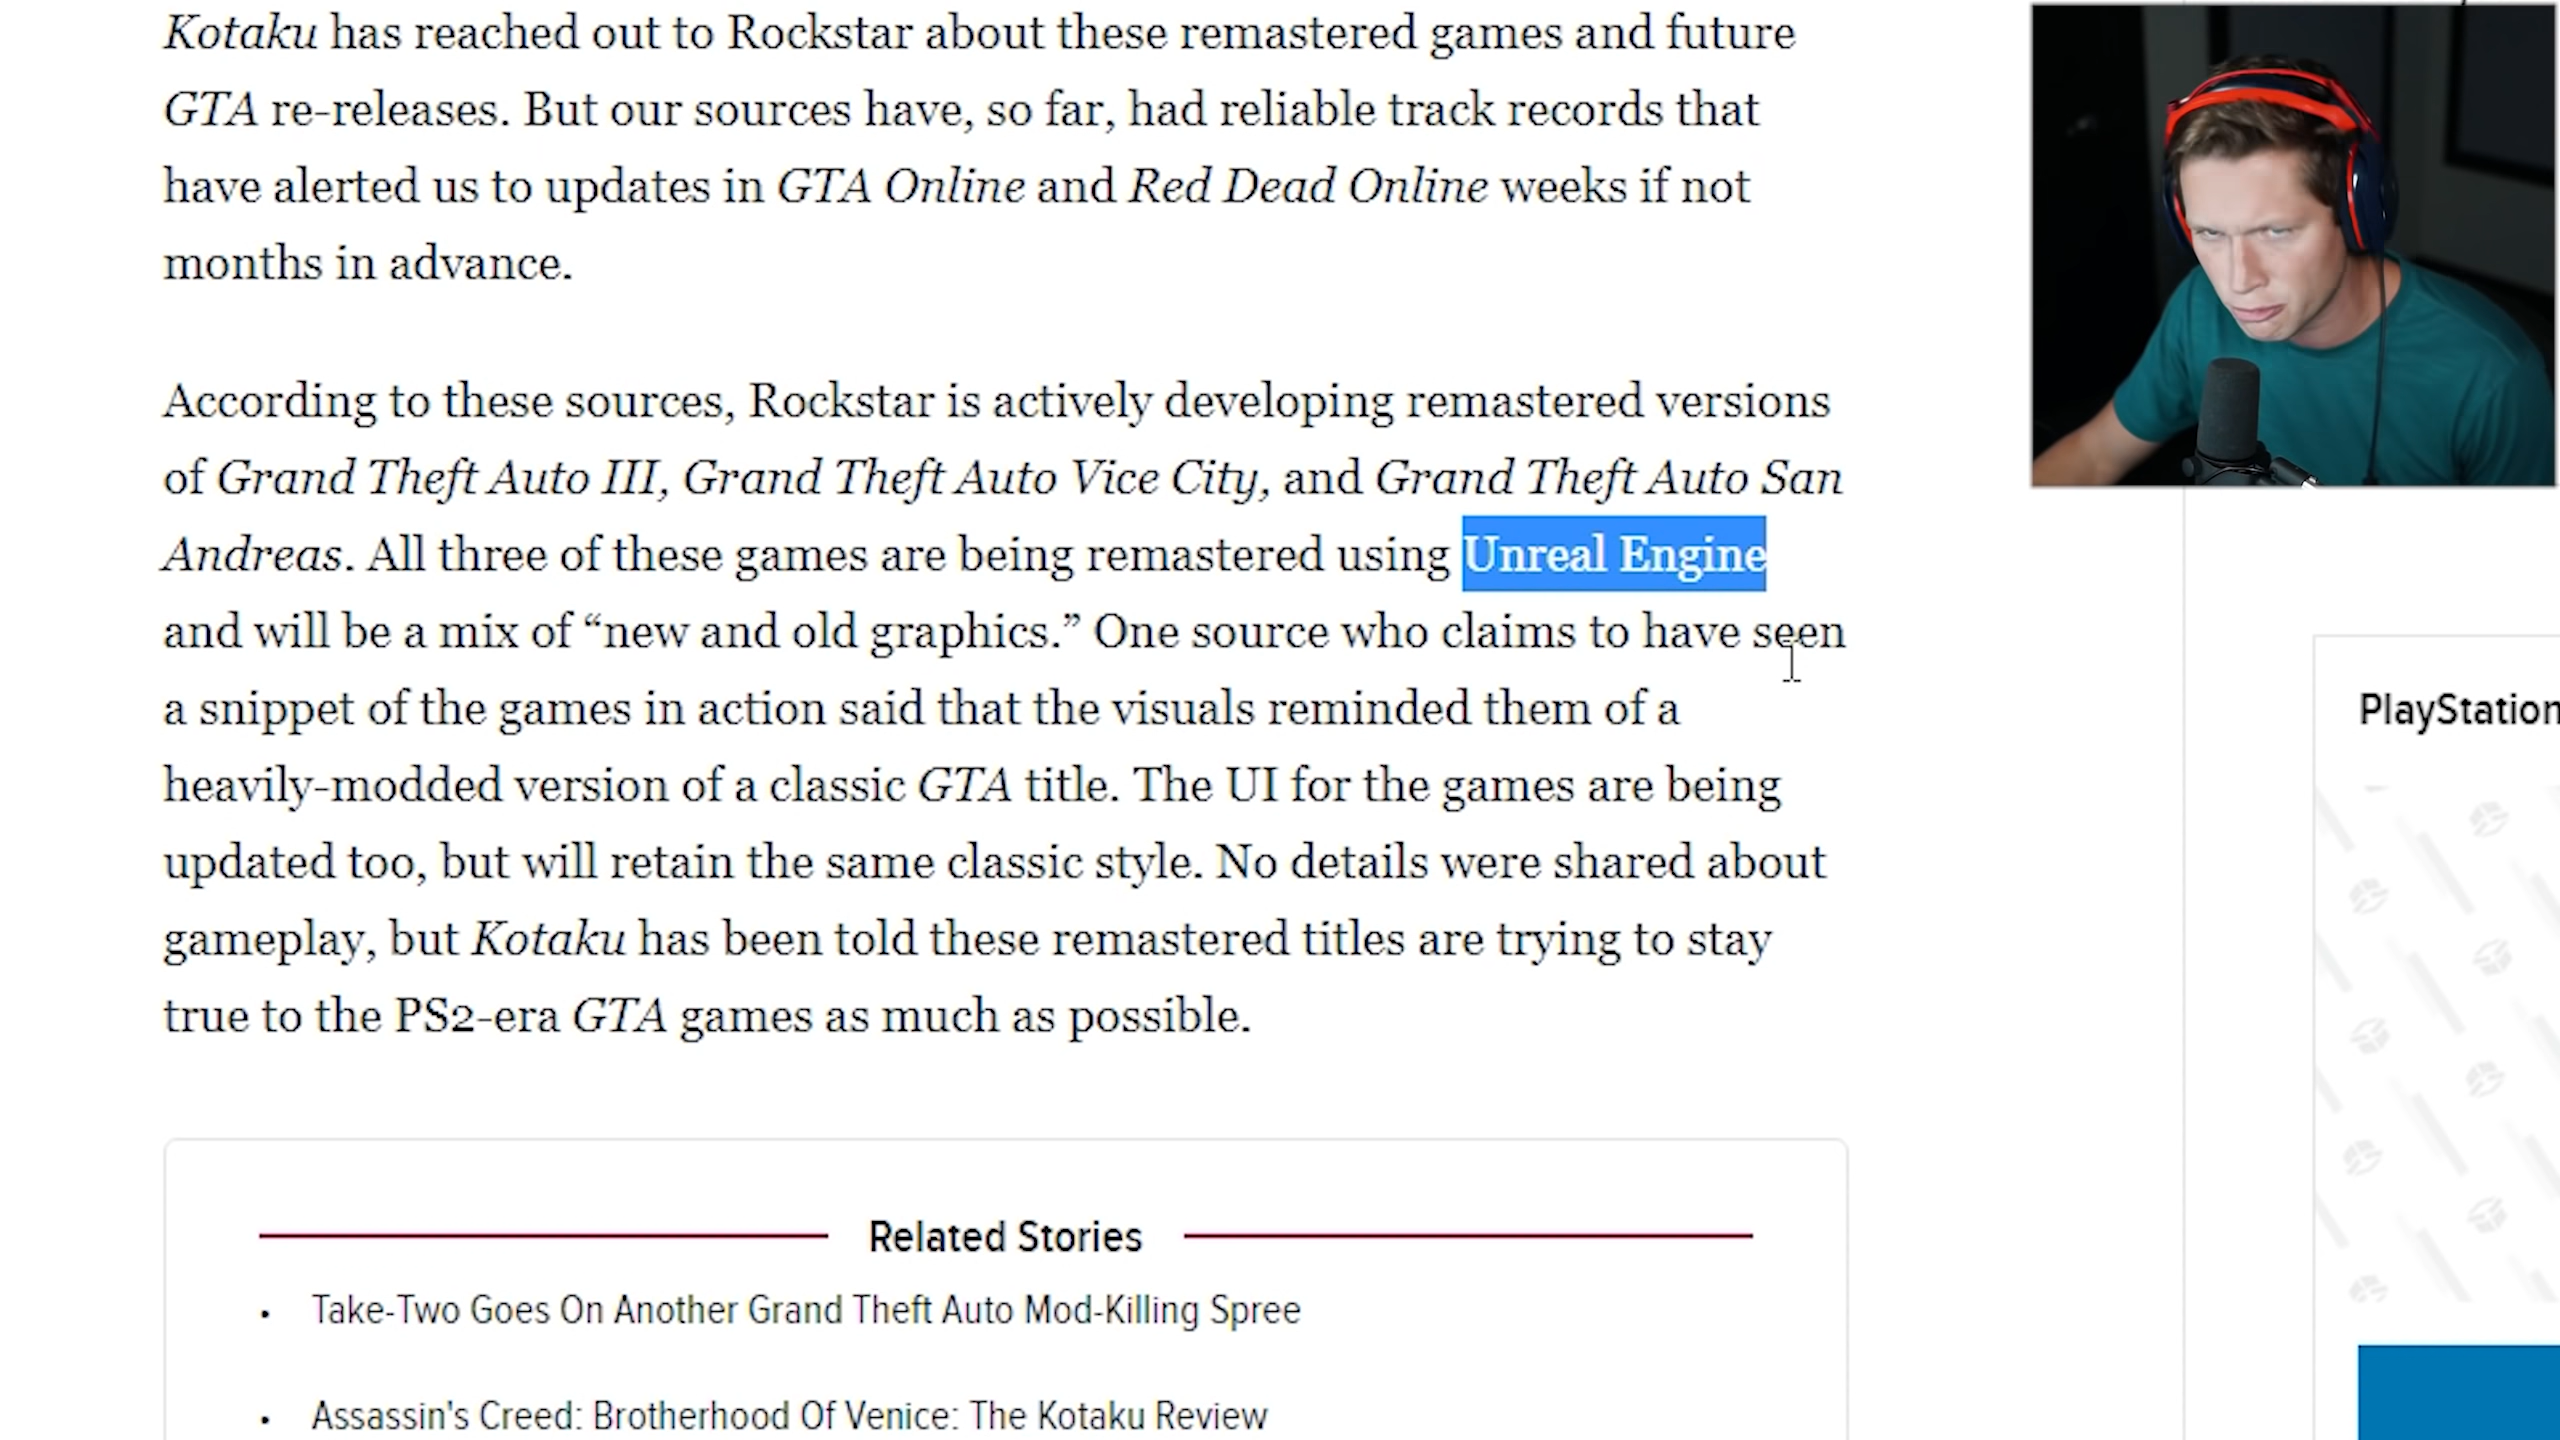 Kotaku has reached out to Rockstar about these remastered games and future
GTA re-releases. But our sources have, so far, had reliable track records that
have alerted us to updates in GTA Online and Red Dead Online weeks if not
months in advance.
According to these sources, Rockstar is actively developing remastered versions
of Grand Theft Auto III, Grand Theft Auto Vice City, and Grand Theft Auto San
Andreas. All three of these games are being remastered using Unreal Engine
and will be a mix of “new and old graphics.” One source who claims to have seen
a snippet of the games in action said that the visuals reminded them of a
heavily-modded version of a classic GTA title. The UI for the games are being
updated too, but will retain the same classic style. No details were shared about
gameplay, but Kotaku has been told these remastered titles are trying to stay
true to the PS2-era GTA games as much as possible.
Related Stories
• Take-Two Goes On Another Grand Theft Auto Mod-Killing Spree
• Assassin's Creed: Brotherhood Of Venice: The Kotaku Review
PlayStation